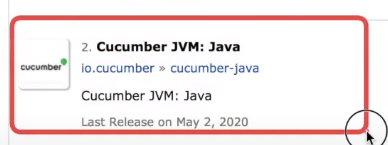 cucumber
2. Cucumber JVM: Java
io.cucumber » cucumber-java
Cucumber JVM: Java
Last Release on May 2, 2020